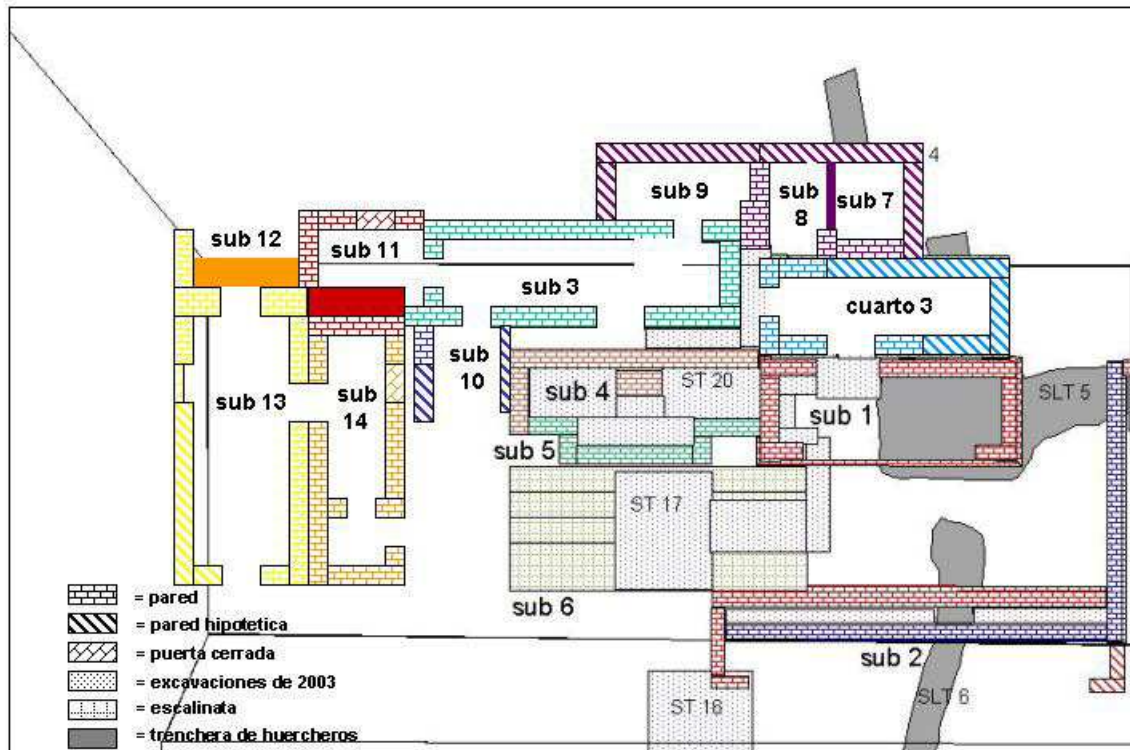 4
sub 9
sub 8
sub 7
sub 12
sub 11
sub 3
cuarto 3
sub 10
sub 13
sub 14
sub 4
ST 20
sub 1
SLT 5
sub 5
ST 17
sub 6
sub 2
ST 16
SLT 6
= pared
= pared hipotetica
= puerta cerrada
= excavaciones de 2003
= escalinata
= trenchera de huercheros